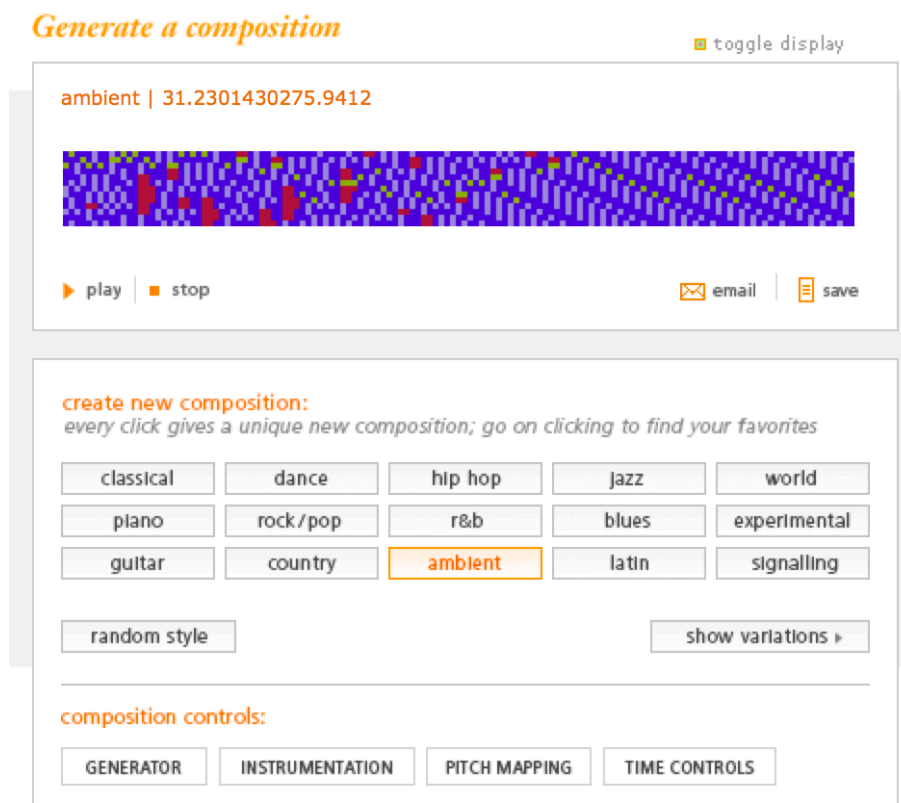 Generate a composition
toggle display
ambient | 31.2301430275.9412
play stop email save
create new composition:
every click gives a unique new composition; go on clicking to find your favorites
classical dance hip hop jazz world
piano rock/pop r&b blues experimental
guitar country ambient latin signalling
random style show variations
composition controls:
GENERATOR INSTRUMENTATION PITCH MAPPING TIME CONTROLS